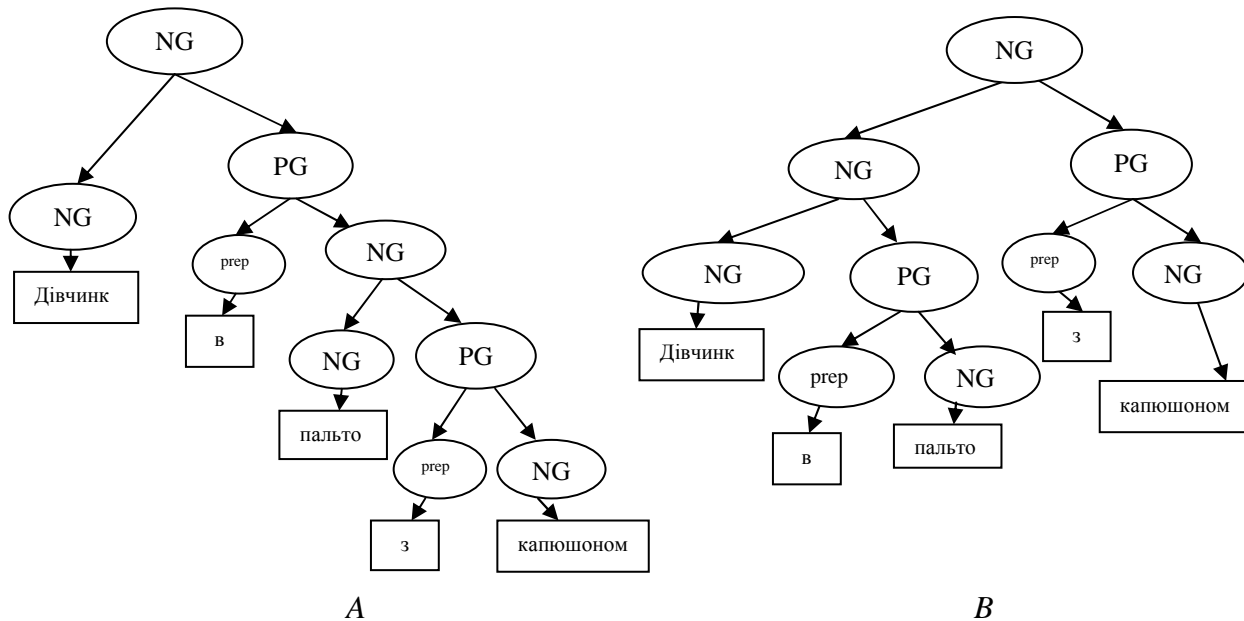 NG
NG
PG
NG
prep
в
Дівчинк
NG
NG
пальто
PG
prep
з
NG
капюшоном
A
NG
NG
PG
NG
Дівчинк
PG
prep
в
NG
пальто
prep
з
NG
капюшоном
B